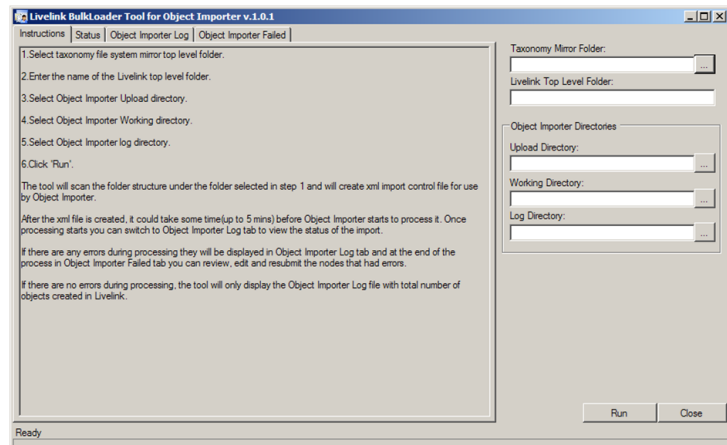 Livelink BulkLoader Tool for Object Importer v.1.0.1
Instructions Status Object Importer Log Object Importer Failed
1.Select taxonomy file system mirror top level folder.
2.Enter the name of the Livelink top level folder.
3.Select Object Importer Upload directory.
4.Select Object Importer Working directory.
5.Select Object Importer log directory.
6.Click 'Run'.
The tool will scan the folder structure under the folder selected in step 1 and will create xml import control file for use
by Object Importer.
After the xml file is created, it could take some time(up to 5 mins) before Object Importer starts to process it. Once
processing starts you can switch to Object Importer Log tab to view the status of the import.
If there are any errors during processing they will be displayed in Object Importer Log tab and at the end of the
process in Object Importer Failed tab you can review, edit and resubmit the nodes that had errors.
If there are no errors during processing, the tool will only display the Object Importer Log file with total number of
objects created in Livelink.
Taxonomy Mirror Folder:
...
Livelink Top Level Folder:
Object Importer Directories
Upload Directory:
...
Working Directory:
...
Log Directory:
...
Run Close
Ready